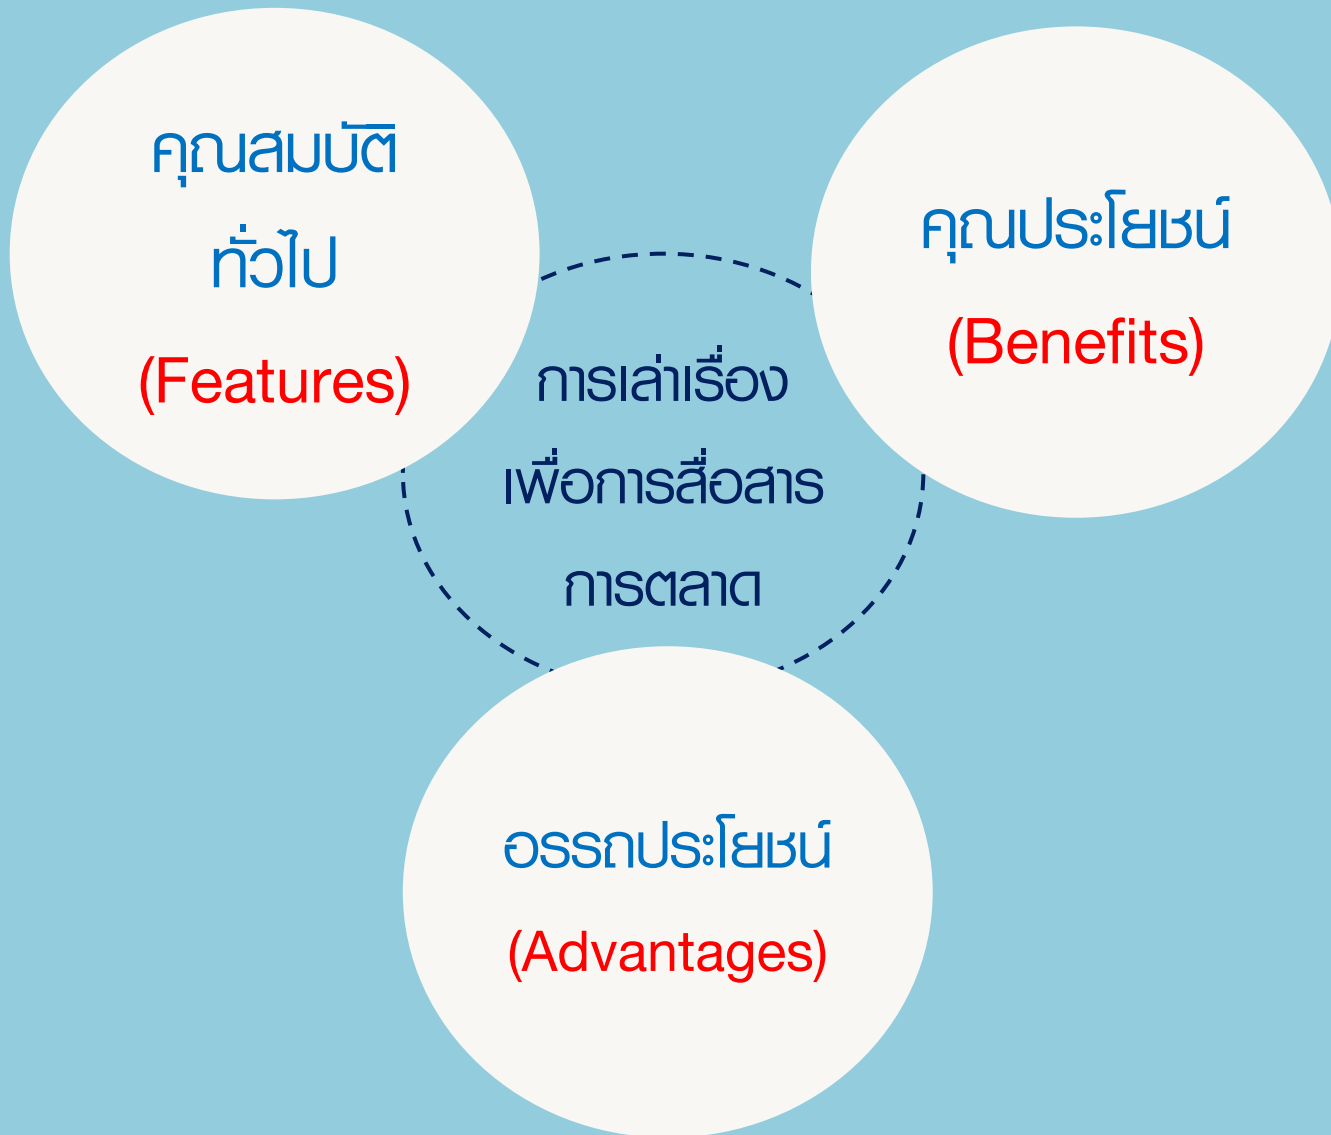 คุณสมบัติ
ทั่วไป
(Features)
คุณประโยชน์
(Benefits)
การเล่าเรื่อง
เพื่อการสื่อสาร
การตลาด
อรรถประโยชน์
(Advantages)